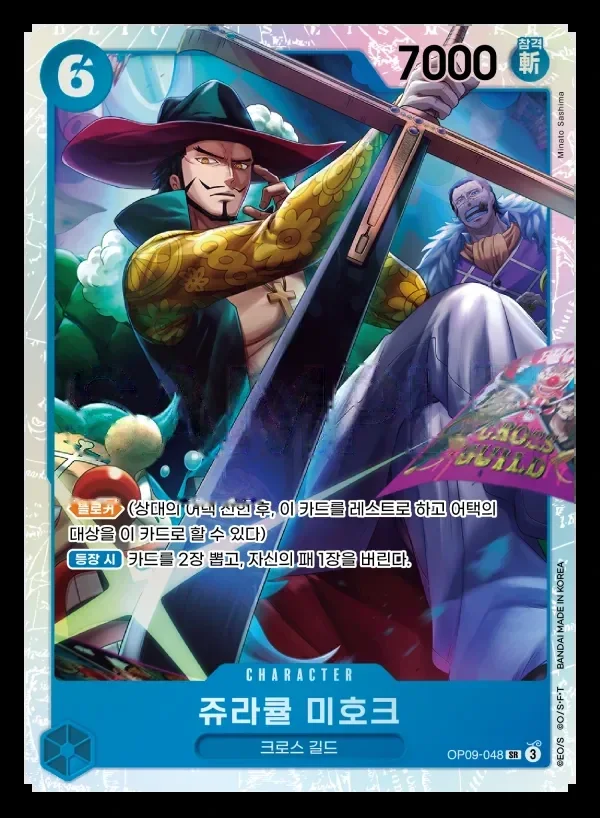 6
7000
참격
斬
Minato Sashima
CROSS
GUILD
블로커 (상대의 어택 선언 후, 이 카드를 레스트로 하고 어택의
대상을 이 카드로 할 수 있다)
등장 시 카드를 2장 뽑고, 자신의 패 1장을 버린다.
CHARACTER
쥬라큘 미호크
크로스 길드
OP09-048 SR 3
©E.O/S ©O/S·F·T BANDAI MADE IN KOREA